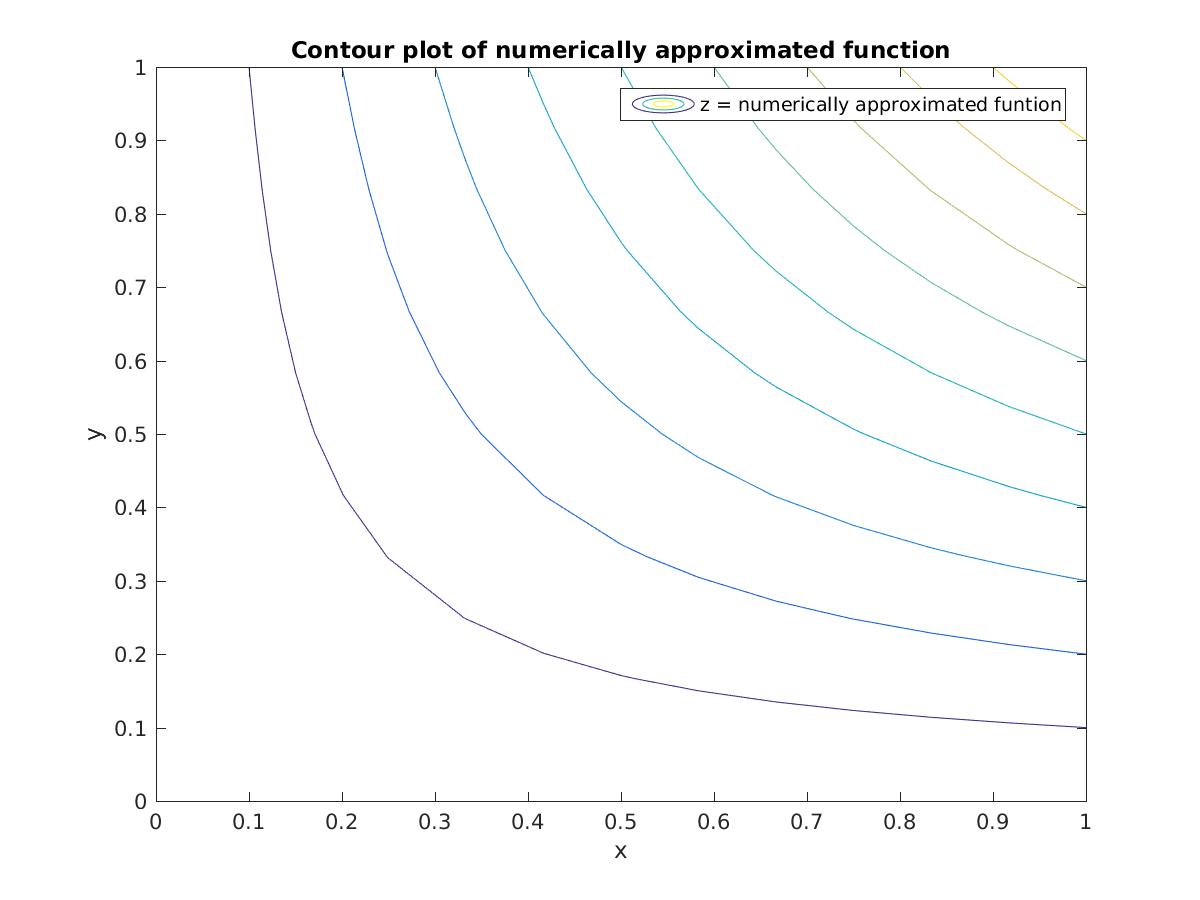 Contour plot of numerically approximated function
z = numerically approximated funtion
1
0.9
0.8
0.7
0.6
0.5
0.4
0.3
0.2
0.1
0
y
0 0.1 0.2 0.3 0.4 0.5 0.6 0.7 0.8 0.9 1
x